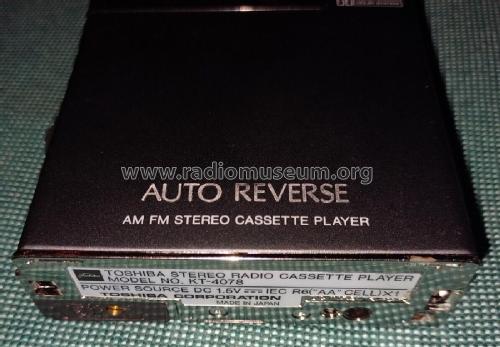 www.radiomuseum.org
AUTO REVERSE
AM FM STEREO CASSETTE PLAYER
TOSHIBA STEREO RADIO CASSETTE PLAYER
MODEL NO. KT-4078
POWER SOURCE DC 1.5V ⎓ IEC R6("AA" CELL)X1
TOSHIBA CORPORATION
MADE IN JAPAN